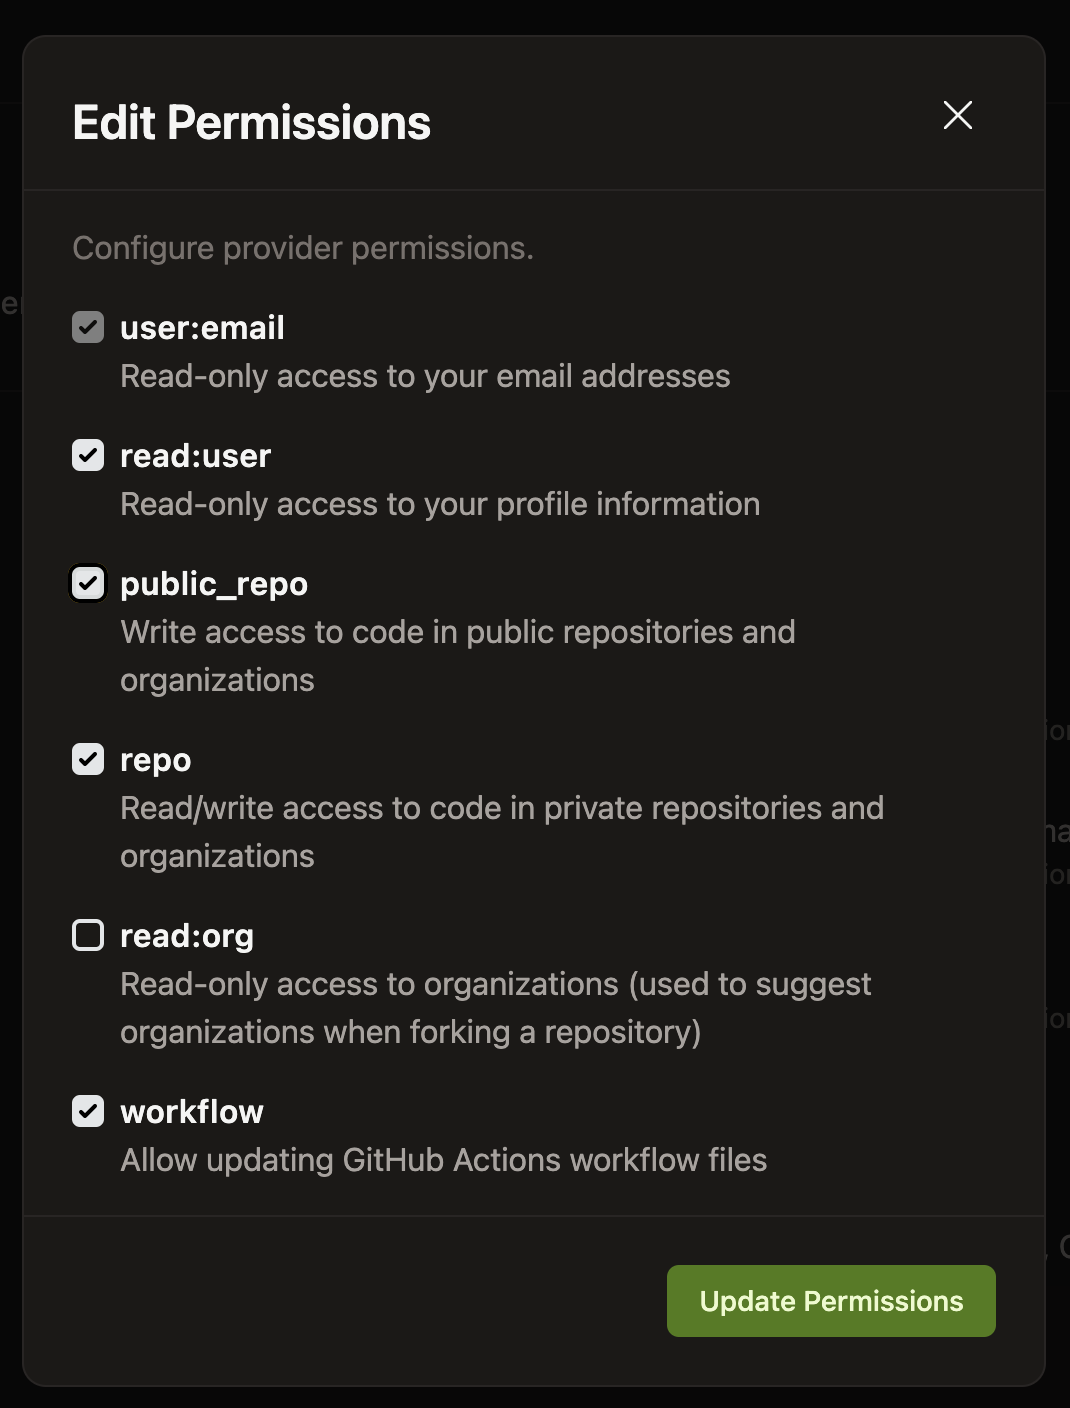 Edit Permissions
Configure provider permissions.
user:email
Read-only access to your email addresses
read:user
Read-only access to your profile information
public_repo
Write access to code in public repositories and
organizations
repo
Read/write access to code in private repositories and
organizations
read:org
Read-only access to organizations (used to suggest
organizations when forking a repository)
workflow
Allow updating GitHub Actions workflow files
Update Permissions